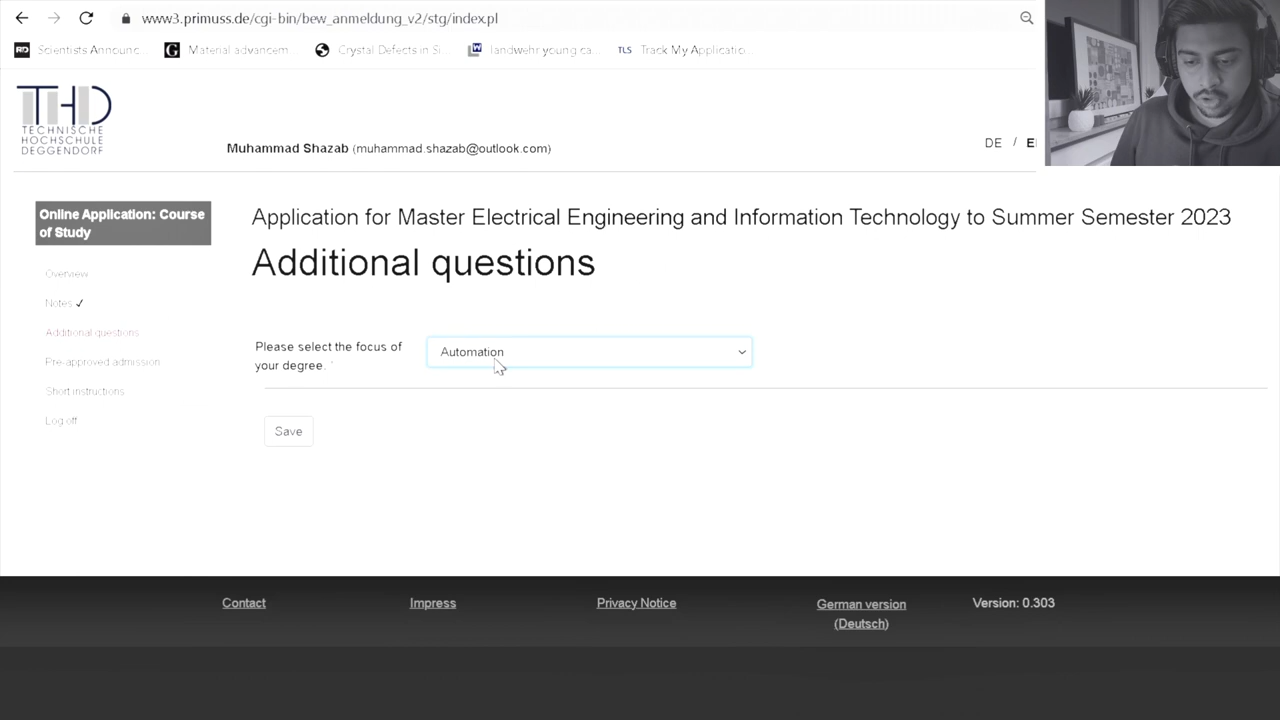 www3.primuss.de/cgi-bin/bew_anmeldung_v2/stg/index.pl
Scientists Announc...
Material advancem...
Crystal Defects in Si...
landwehr young ca...
TLS Track My Applicatio...
THD
TECHNISCHE
HOCHSCHULE
DEGGENDORF
Muhammad Shazab (muhammad.shazab@outlook.com)
DE / E
Online Application: Course
of Study
Overview
Notes ✓
Additional questions
Pre-approved admission
Short instructions
Log off
Application for Master Electrical Engineering and Information Technology to Summer Semester 2023
Additional questions
Please select the focus of
your degree.
Automation
Save
Contact
Impress
Privacy Notice
German version
(Deutsch)
Version: 0.303